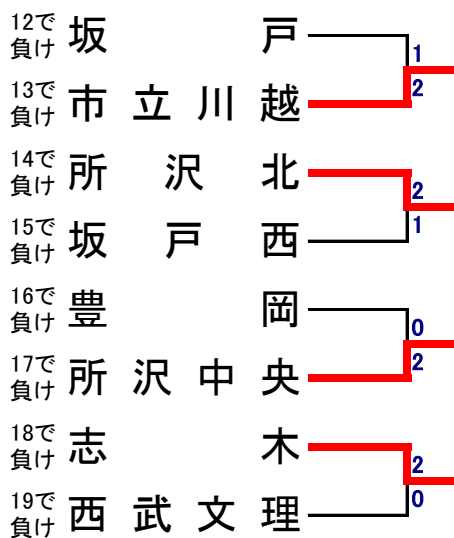 12で
負け 坂戸
1
13で
負け 市立川越
2
14で
負け 所沢北
2
15で
負け 坂戸西
1
16で
負け 豊岡
0
17で
負け 所沢中央
2
18で
負け 志木
2
19で
負け 西武文理
0